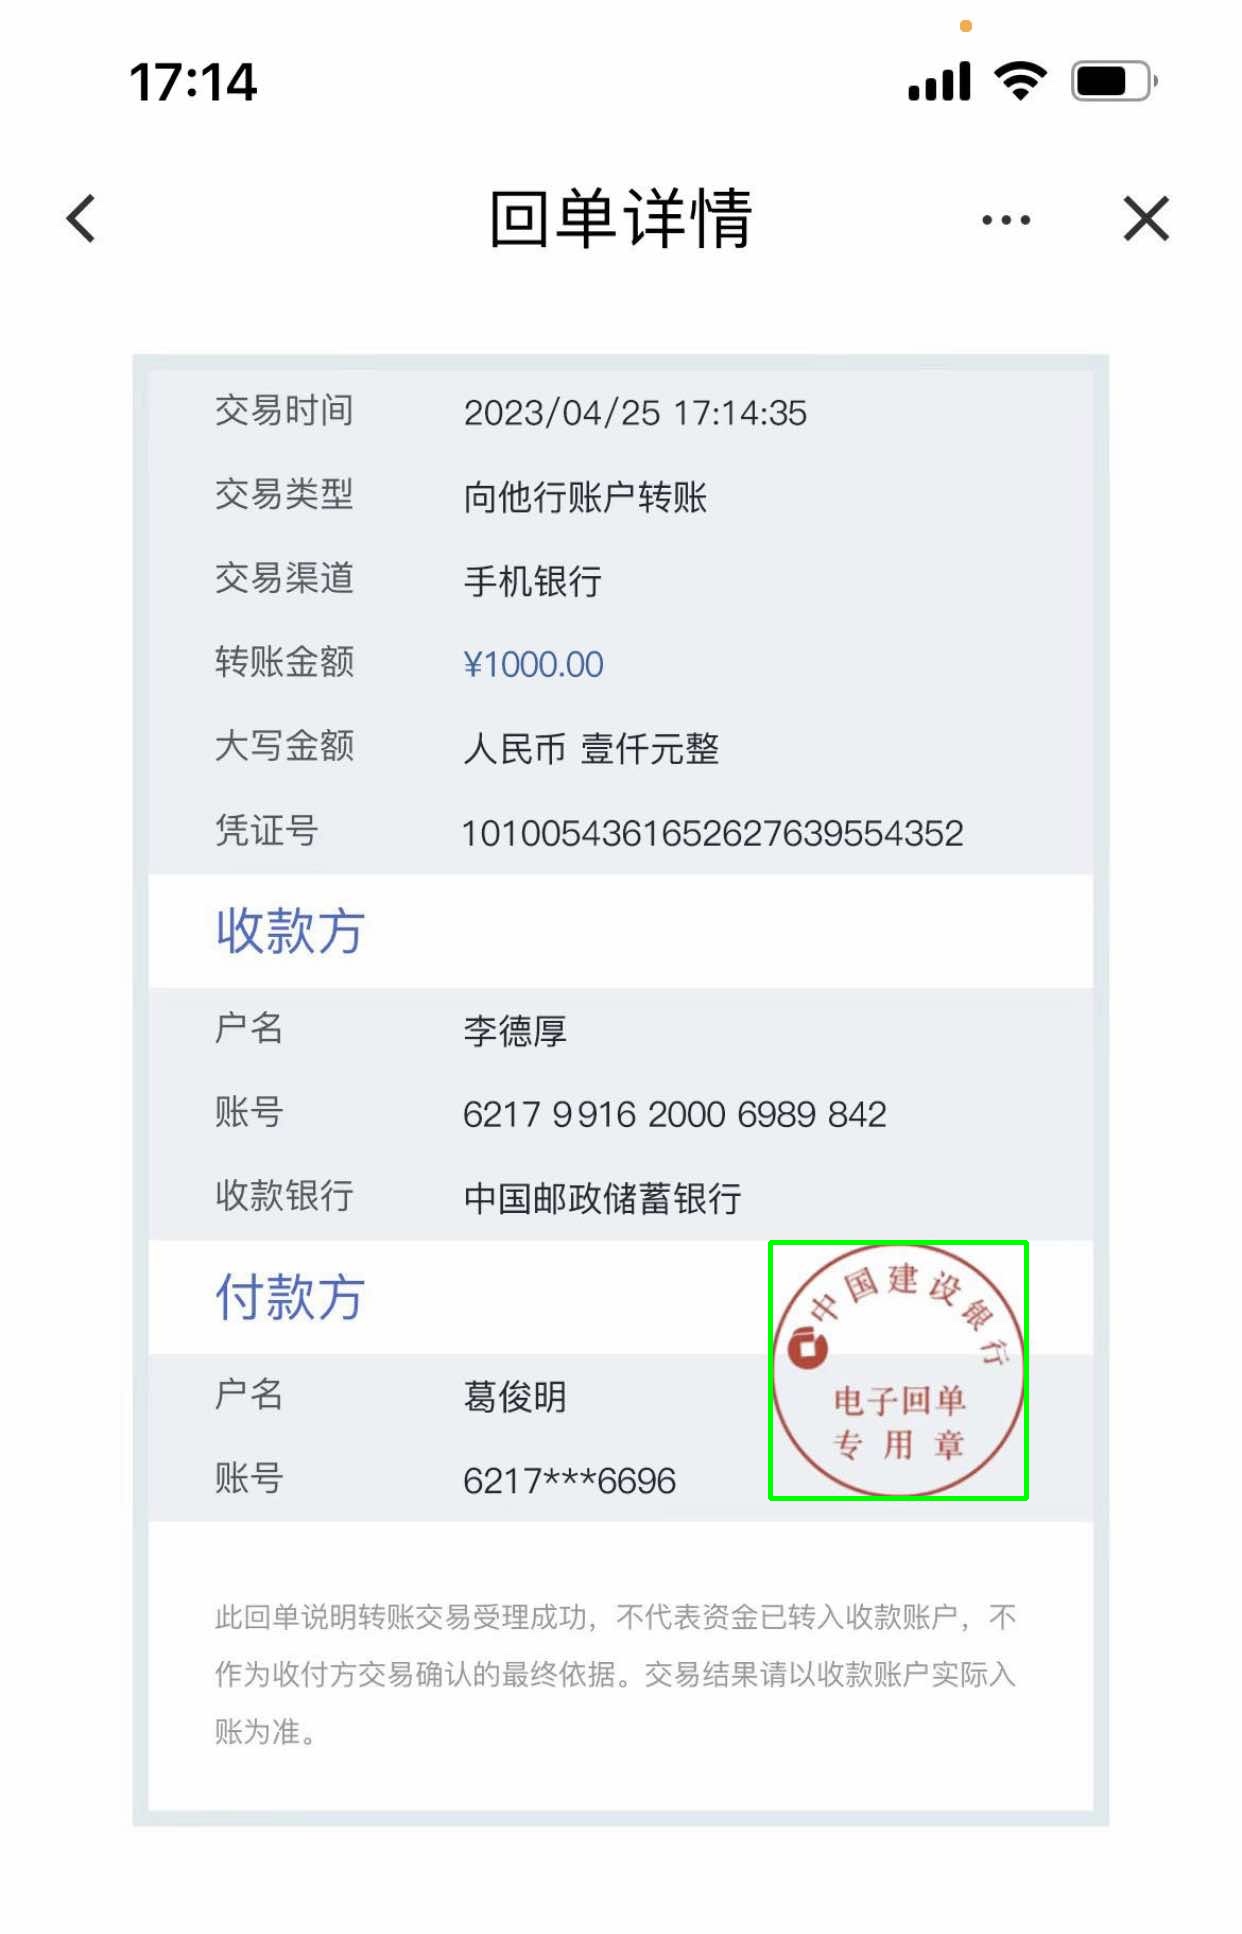 17:14
回单详情
交易时间 2023/04/25 17:14:35
交易类型 向他行账户转账
交易渠道 手机银行
转账金额 ¥1000.00
大写金额 人民币 壹仟元整
凭证号 1010054361652627639554352
收款方
户名 李德厚
账号 6217 9916 2000 6989 842
收款银行 中国邮政储蓄银行
付款方
中国建设银行
电子回单
专用章
户名 葛俊明
账号 6217***6696
此回单说明转账交易受理成功，不代表资金已转入收款账户，不
作为收付方交易确认的最终依据。交易结果请以收款账户实际入
账为准。